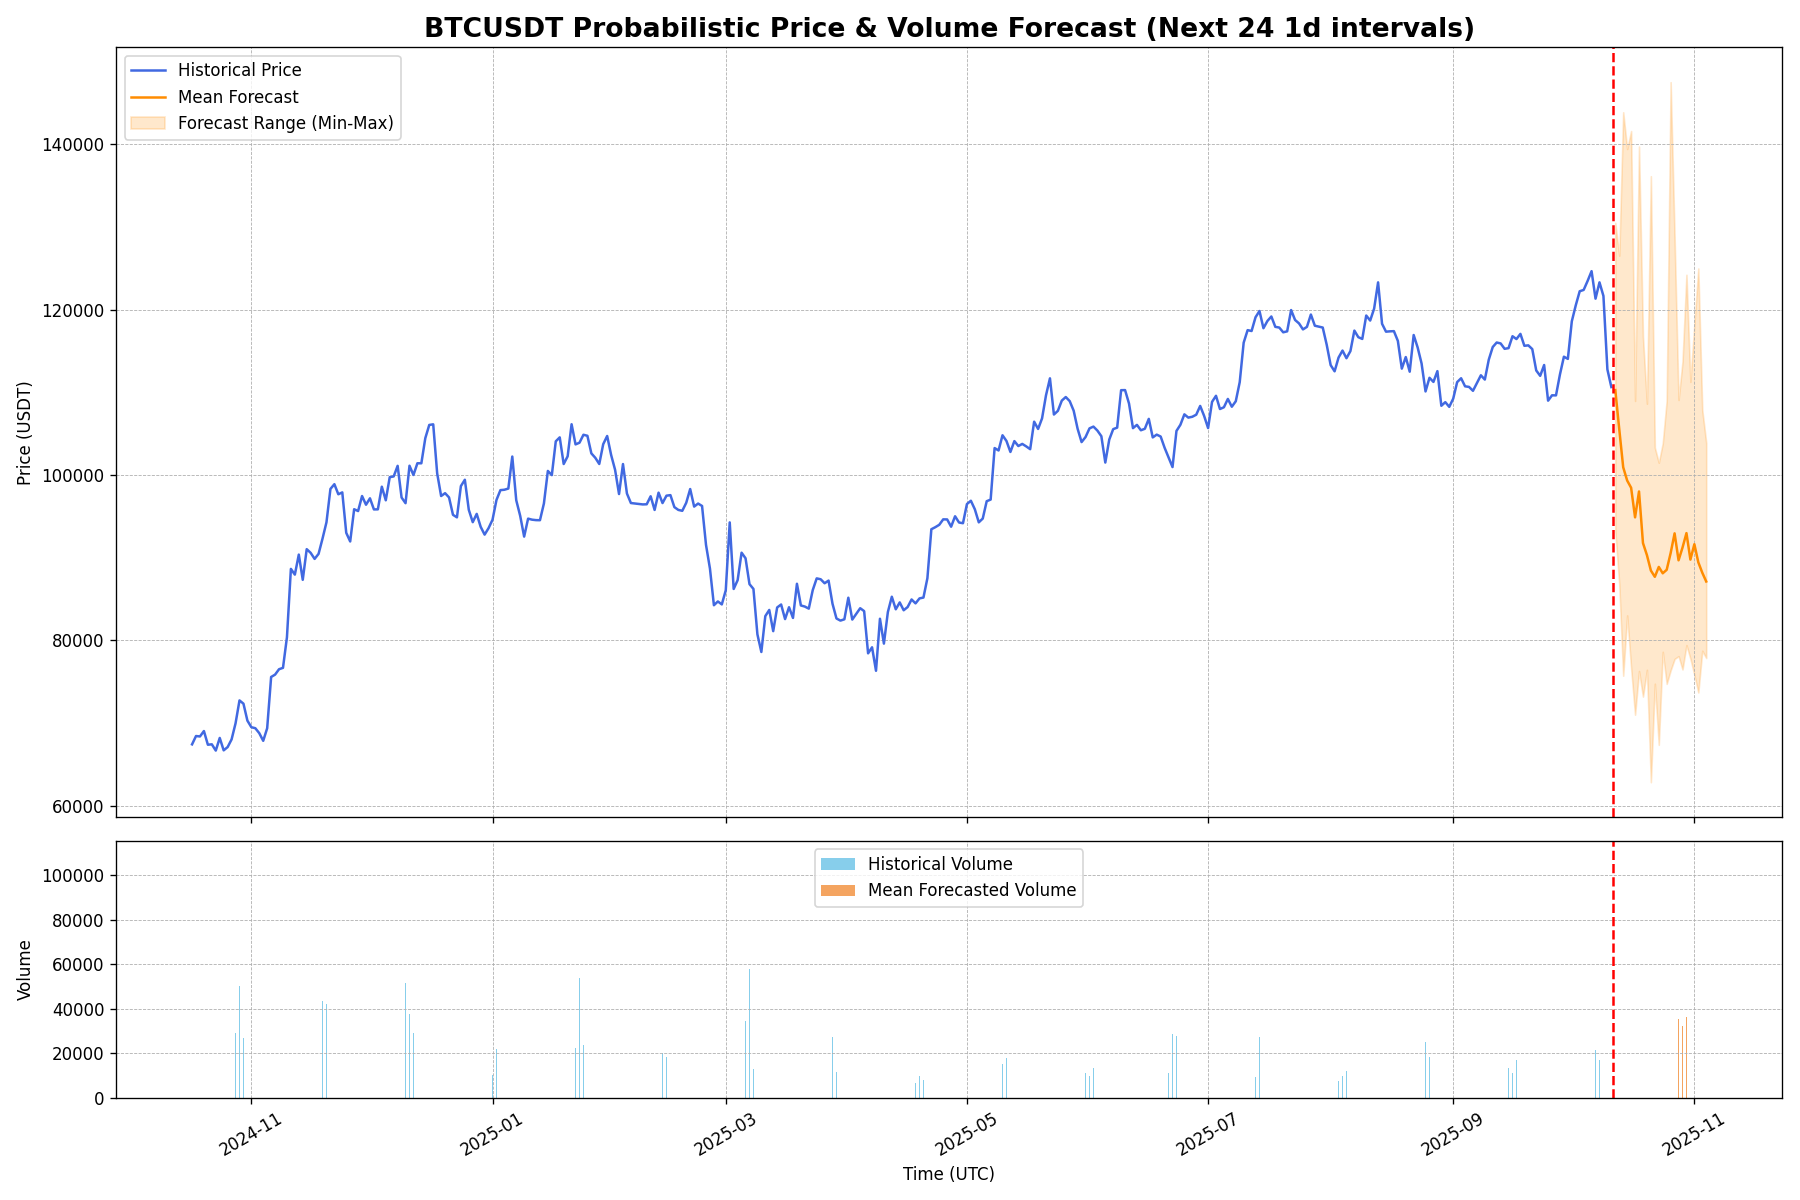 BTCUSDT Probabilistic Price & Volume Forecast (Next 24 1d intervals)
Historical Price
Mean Forecast
Forecast Range (Min-Max)
140000
120000
100000
80000
60000
Price (USDT)
Historical Volume
Mean Forecasted Volume
100000
80000
60000
40000
20000
0
Volume
2024-11
2025-01
2025-03
2025-05
2025-07
2025-09
2025-11
Time (UTC)